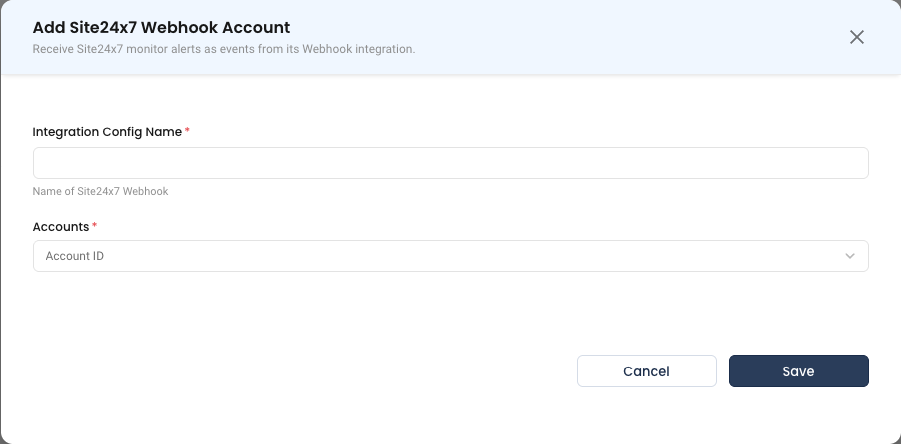 Add Site24x7 Webhook Account
Receive Site24x7 monitor alerts as events from its Webhook integration.
Integration Config Name *
Name of Site24x7 Webhook
Accounts *
Account ID
Cancel
Save